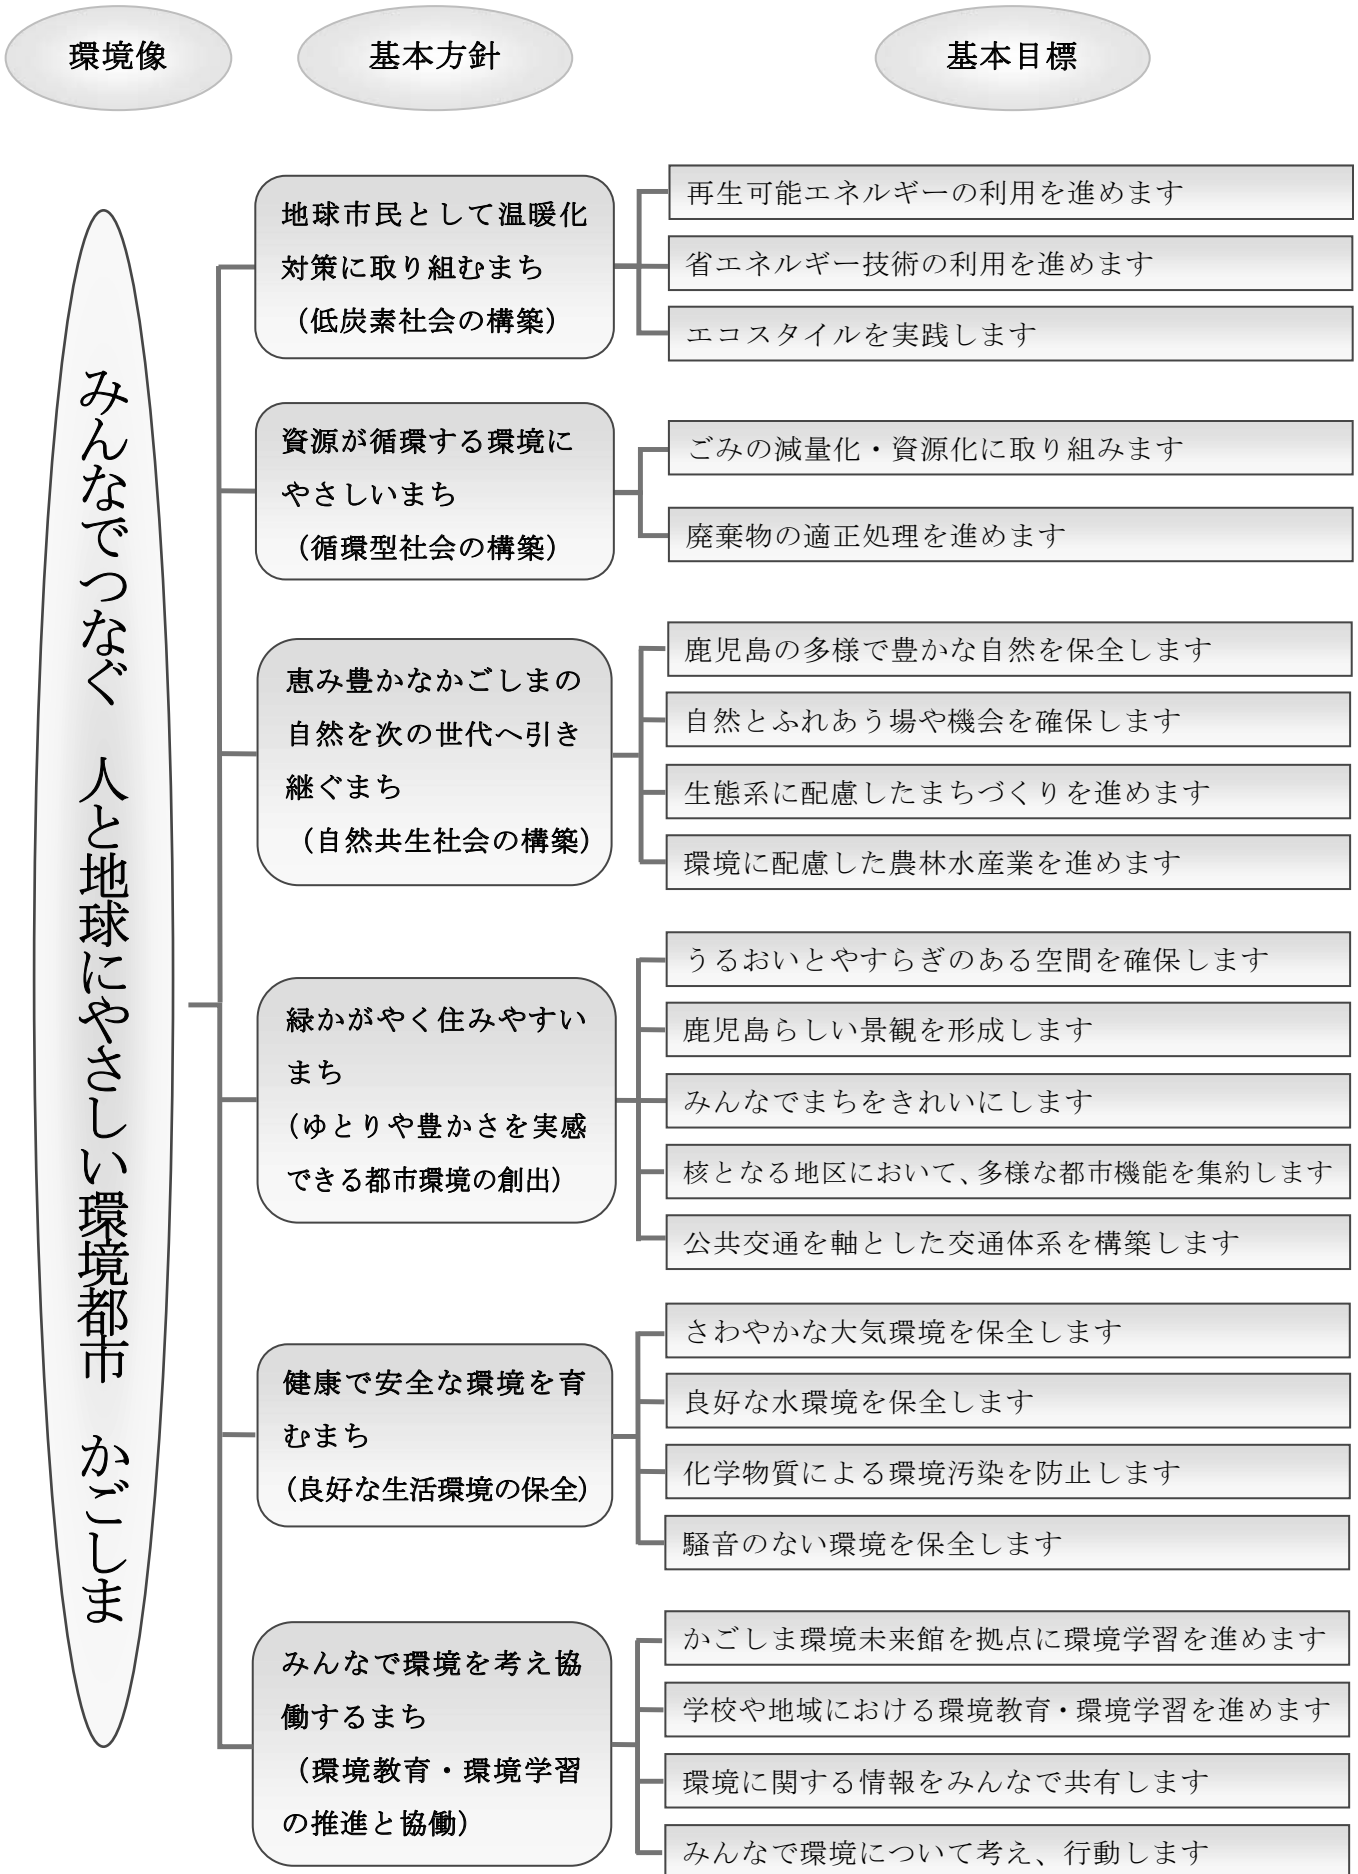 環境像
基本方針
基本目標
みんなでつなぐ　人と地球にやさしい環境都市　かごしま
地球市民として温暖化
対策に取り組むまち
（低炭素社会の構築）
再生可能エネルギーの利用を進めます
省エネルギー技術の利用を進めます
エコスタイルを実践します
資源が循環する環境に
やさしいまち
（循環型社会の構築）
ごみの減量化・資源化に取り組みます
廃棄物の適正処理を進めます
恵み豊かなかごしまの
自然を次の世代へ引き
継ぐまち
（自然共生社会の構築）
鹿児島の多様で豊かな自然を保全します
自然とふれあう場や機会を確保します
生態系に配慮したまちづくりを進めます
環境に配慮した農林水産業を進めます
緑かがやく住みやすい
まち
（ゆとりや豊かさを実感
できる都市環境の創出）
うるおいとやすらぎのある空間を確保します
鹿児島らしい景観を形成します
みんなでまちをきれいにします
核となる地区において、多様な都市機能を集約します
公共交通を軸とした交通体系を構築します
健康で安全な環境を育
むまち
（良好な生活環境の保全）
さわやかな大気環境を保全します
良好な水環境を保全します
化学物質による環境汚染を防止します
騒音のない環境を保全します
みんなで環境を考え協
働するまち
（環境教育・環境学習
の推進と協働）
かごしま環境未来館を拠点に環境学習を進めます
学校や地域における環境教育・環境学習を進めます
環境に関する情報をみんなで共有します
みんなで環境について考え、行動します